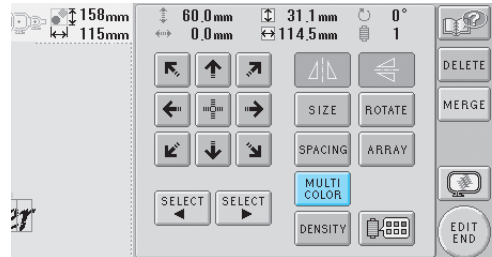 158mm 60.0mm 31.1mm 0°
115mm 0.0mm 114.5mm 1
DELETE
SIZE ROTATE MERGE
SPACING ARRAY
SELECT SELECT MULTI COLOR
er
DENSITY EDIT END